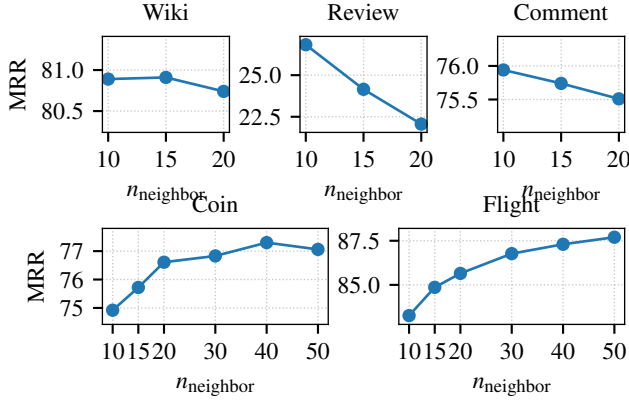 Wiki Review Comment
MRR
81.0
80.5
25.0
22.5
76.0
75.5
10 15 20 10 15 20 10 15 20
n_neighbor n_neighbor n_neighbor
Coin Flight
MRR
77
76
75
87.5
85.0
10 15 20 30 40 50 10 15 20 30 40 50
n_neighbor n_neighbor